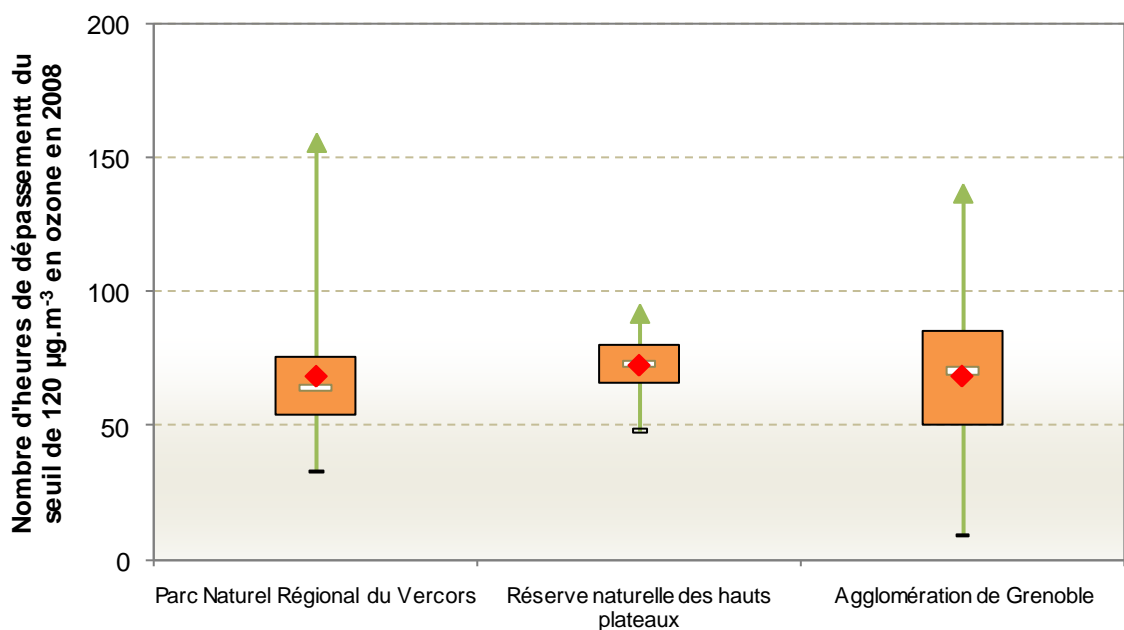 Nombre d'heures de dépassementt du
seuil de 120 µg.m-³ en ozone en 2008
200
150
100
50
0
Parc Naturel Régional du Vercors
Réserve naturelle des hauts
plateaux
Agglomération de Grenoble